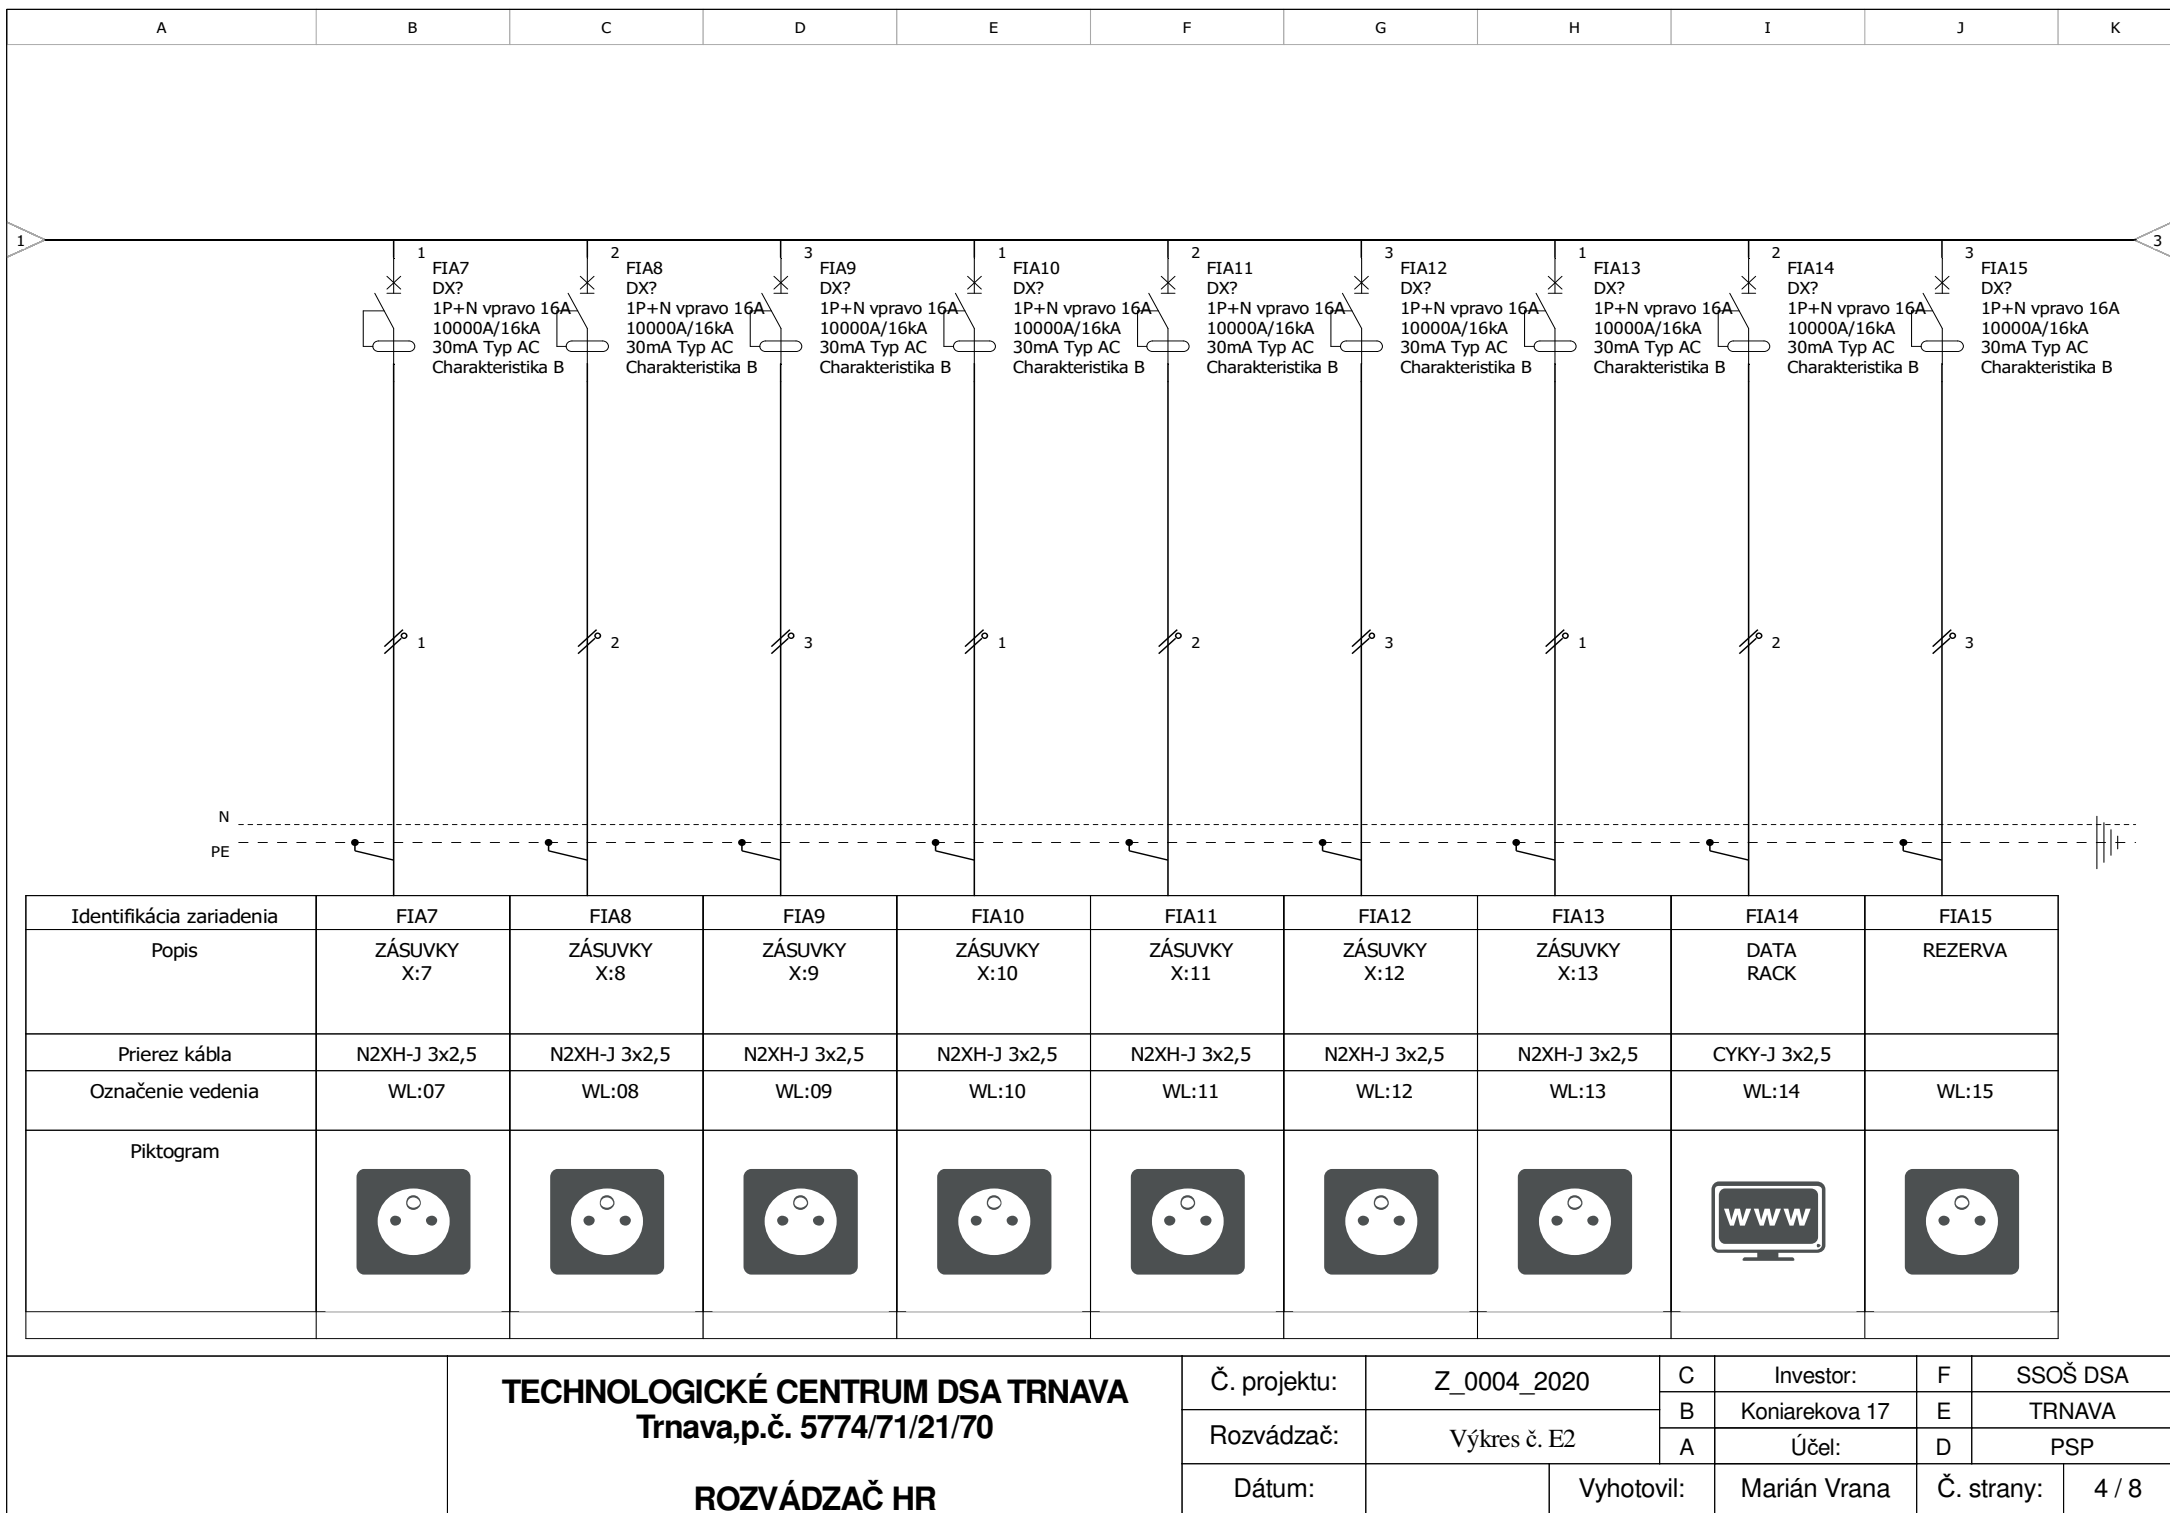 A B C D E F G H I J K
1 3
1 2 3 1 2 3 1 2 3
FIA7 FIA8 FIA9 FIA10 FIA11 FIA12 FIA13 FIA14 FIA15
DX? DX? DX? DX? DX? DX? DX? DX? DX?
1P+N vpravo 16A 1P+N vpravo 16A 1P+N vpravo 16A 1P+N vpravo 16A 1P+N vpravo 16A 1P+N vpravo 16A 1P+N vpravo 16A 1P+N vpravo 16A 1P+N vpravo 16A
10000A/16kA 10000A/16kA 10000A/16kA 10000A/16kA 10000A/16kA 10000A/16kA 10000A/16kA 10000A/16kA 10000A/16kA
30mA Typ AC 30mA Typ AC 30mA Typ AC 30mA Typ AC 30mA Typ AC 30mA Typ AC 30mA Typ AC 30mA Typ AC 30mA Typ AC
Charakteristika B Charakteristika B Charakteristika B Charakteristika B Charakteristika B Charakteristika B Charakteristika B Charakteristika B Charakteristika B
1 2 3 1 2 3 1 2 3
N
PE
Identifikácia zariadenia FIA7 FIA8 FIA9 FIA10 FIA11 FIA12 FIA13 FIA14 FIA15
Popis ZÁSUVKY ZÁSUVKY ZÁSUVKY ZÁSUVKY ZÁSUVKY ZÁSUVKY ZÁSUVKY DATA REZERVA
X:7 X:8 X:9 X:10 X:11 X:12 X:13 RACK
Prierez kábla N2XH-J 3x2,5 N2XH-J 3x2,5 N2XH-J 3x2,5 N2XH-J 3x2,5 N2XH-J 3x2,5 N2XH-J 3x2,5 N2XH-J 3x2,5 CYKY-J 3x2,5
Označenie vedenia WL:07 WL:08 WL:09 WL:10 WL:11 WL:12 WL:13 WL:14 WL:15
Piktogram
www
TECHNOLOGICKÉ CENTRUM DSA TRNAVA
Trnava,p.č. 5774/71/21/70
ROZVÁDZAČ HR
Č. projektu: Z_0004_2020 C Investor: F SSOŠ DSA
B Koniarekova 17 E TRNAVA
Rozvádzač: Výkres č. E2 A Účel: D PSP
Dátum: Vyhotovil: Marián Vrana Č. strany: 4 / 8